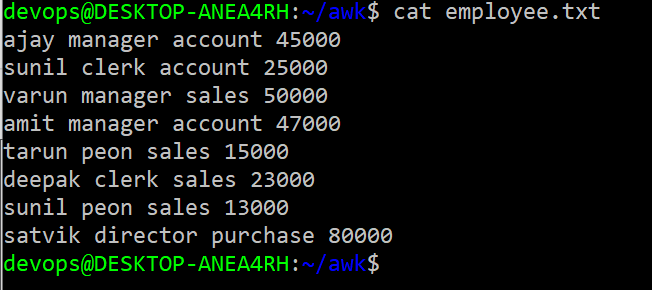 devops@DESKTOP-ANEA4RH:~/awk$ cat employee.txt
ajay manager account 45000
sunil clerk account 25000
varun manager sales 50000
amit manager account 47000
tarun peon sales 15000
deepak clerk sales 23000
sunil peon sales 13000
satvik director purchase 80000
devops@DESKTOP-ANEA4RH:~/awk$